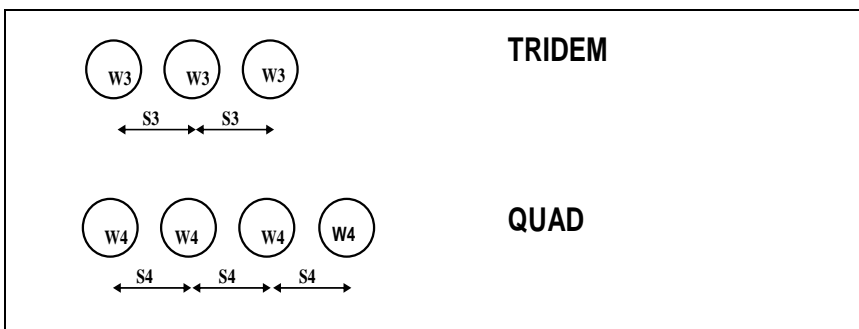 TRIDEM
W3 W3 W3
S3 S3
QUAD
W4 W4 W4 W4
S4 S4 S4